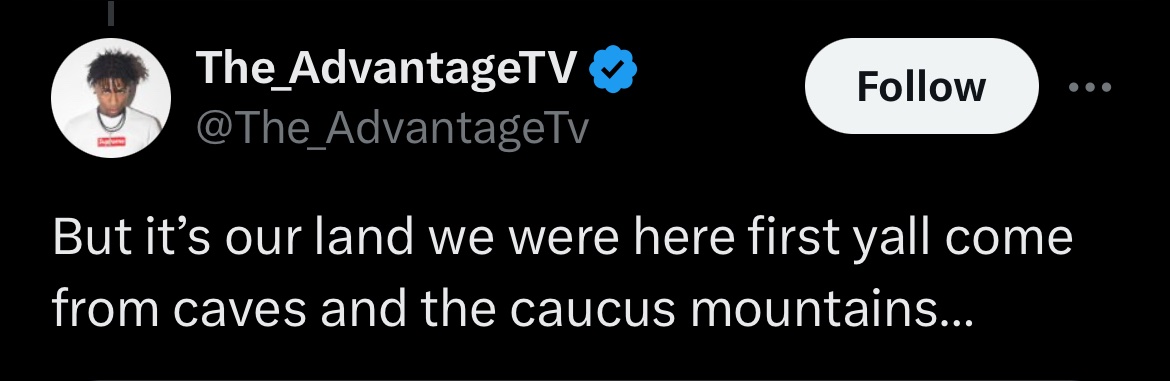 The_AdvantageTV
@The_AdvantageTv
Follow
But it’s our land we were here first yall come
from caves and the caucus mountains...